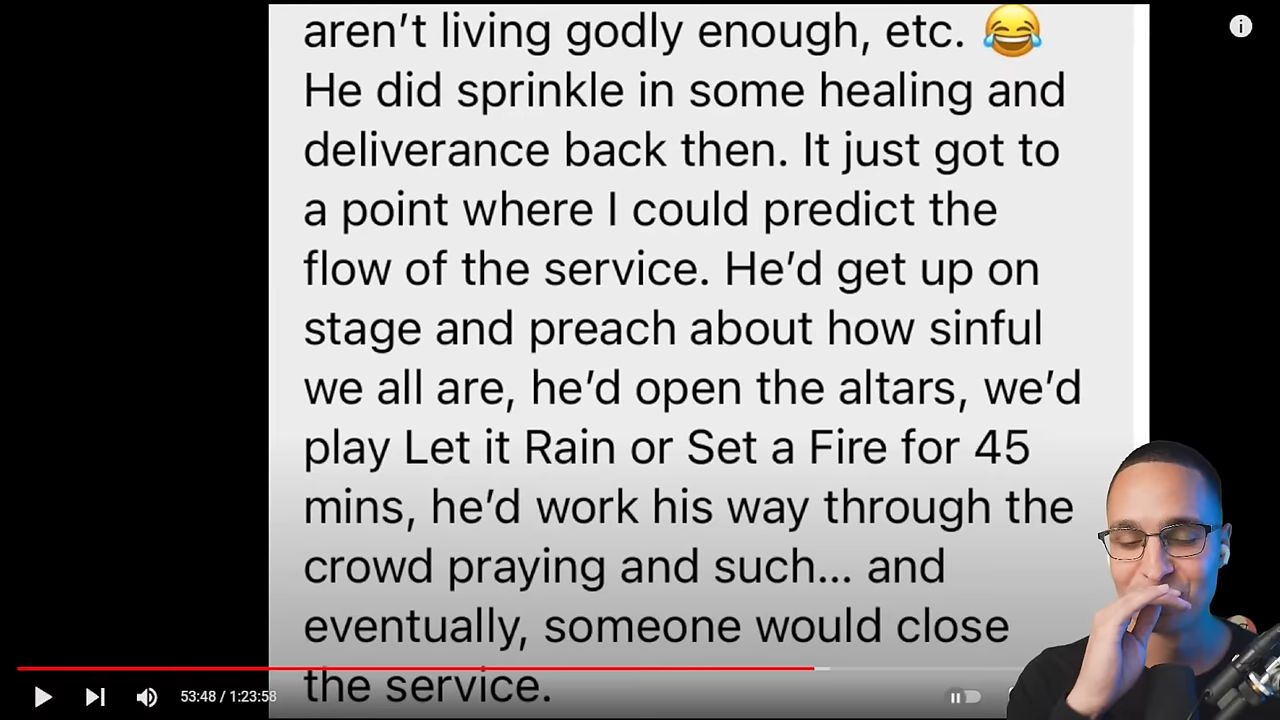 aren’t living godly enough, etc. 😂
He did sprinkle in some healing and
deliverance back then. It just got to
a point where I could predict the
flow of the service. He’d get up on
stage and preach about how sinful
we all are, he’d open the altars, we’d
play Let it Rain or Set a Fire for 45
mins, he’d work his way through the
crowd praying and such... and
eventually, someone would close
the service.
53:48 / 1:23:58